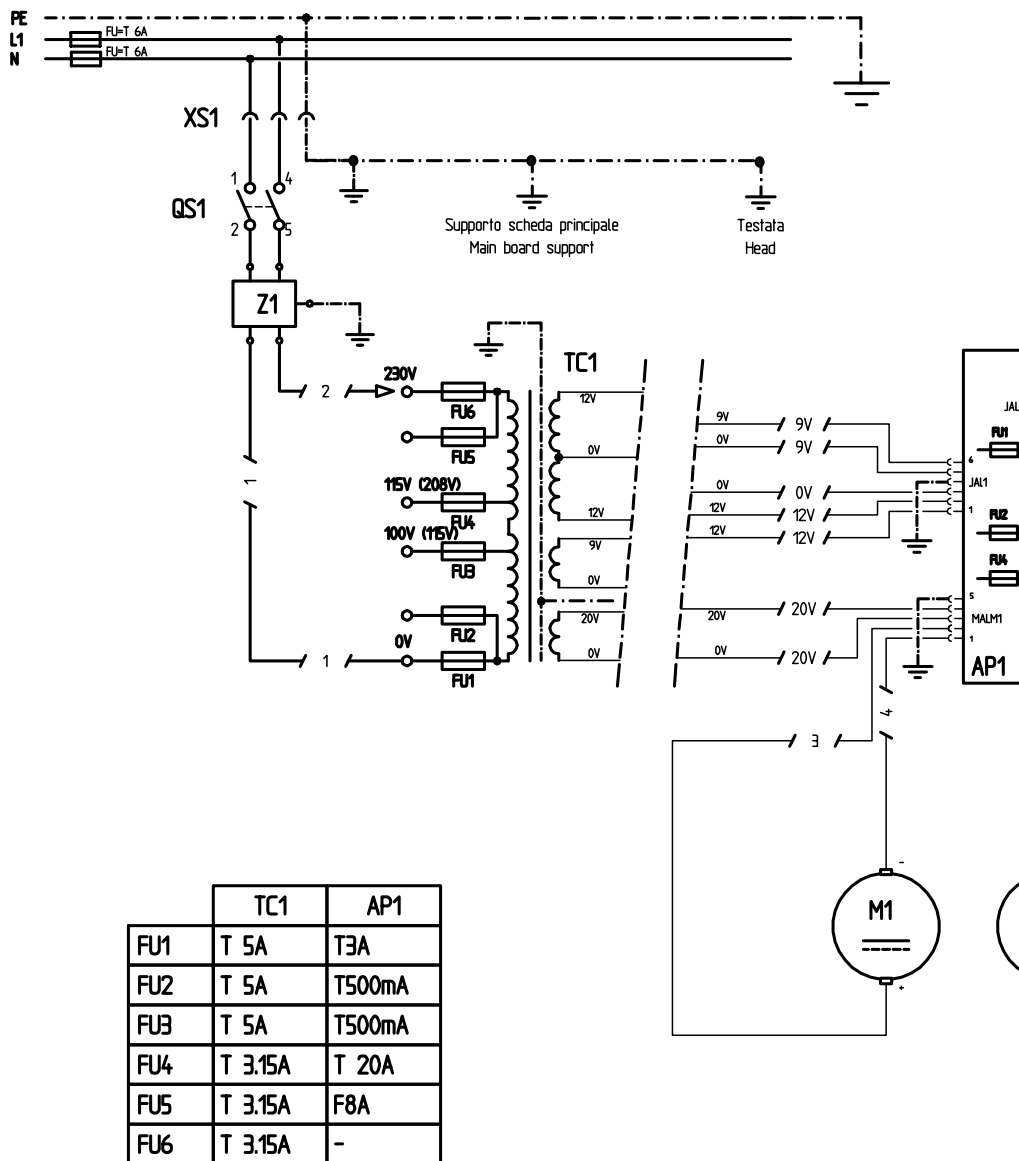 PE
L1
N
FU=T 6A
FU=T 6A
XS1
1
4
QS1
2
5
Supporto scheda principale
Main board support
Testata
Head
Z1
TC1
230V
2
FU6
12V
JAL
9V
9V
FU1
FU5
0V
0V
9V
6
1
115V (208V)
0V
0V
JAL1
FU4
12V
12V
12V
1
FU2
100V (115V)
9V
12V
12V
FU3
0V
FU4
5
FU2
20V
20V
20V
MALM1
0V
0V
0V
20V
1
1
FU1
AP1
4
3
-
M1
+
TC1 AP1
FU1 T 5A T3A
FU2 T 5A T500mA
FU3 T 5A T500mA
FU4 T 3.15A T 20A
FU5 T 3.15A F8A
FU6 T 3.15A -